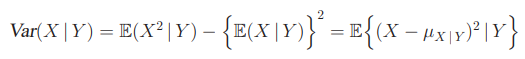 Var(X | Y) = 𝔼(X² | Y) − {𝔼(X | Y)}² = 𝔼{(X − μ_{X | Y})² | Y}